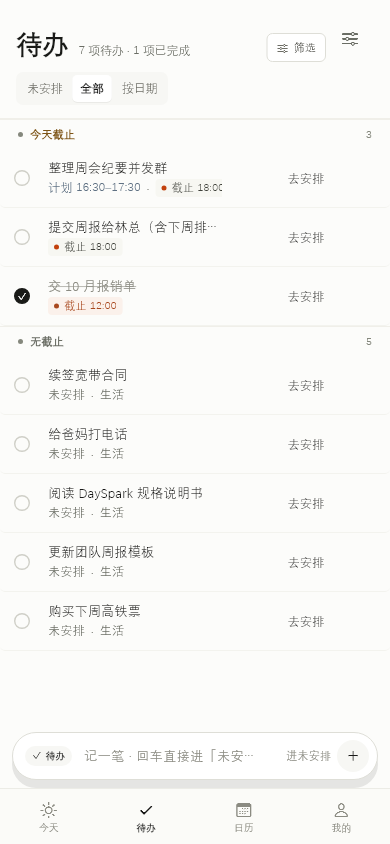 待办 7 项待办 · 1 项已完成 筛选
未安排 全部 按日期
今天截止 3
整理周会纪要并发群
计划 16:30–17:30 · 截止 18:00 去安排
提交周报给林总（含下周排…
截止 18:00 去安排
交 10 月报销单
截止 12:00 去安排
无截止 5
续签宽带合同
未安排 · 生活 去安排
给爸妈打电话
未安排 · 生活 去安排
阅读 DaySpark 规格说明书
未安排 · 生活 去安排
更新团队周报模板
未安排 · 生活 去安排
购买下周高铁票
未安排 · 生活 去安排
待办 记一笔 · 回车直接进「未安… 进未安排 +
今天 待办 日历 我的